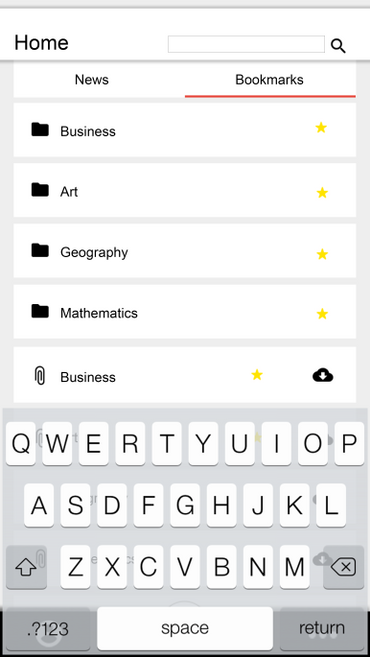 Home
News Bookmarks
Business
Art
Geography
Mathematics
Business
Q W E R T Y U I O P
A S D F G H J K L
Z X C V B N M
.?123 space return